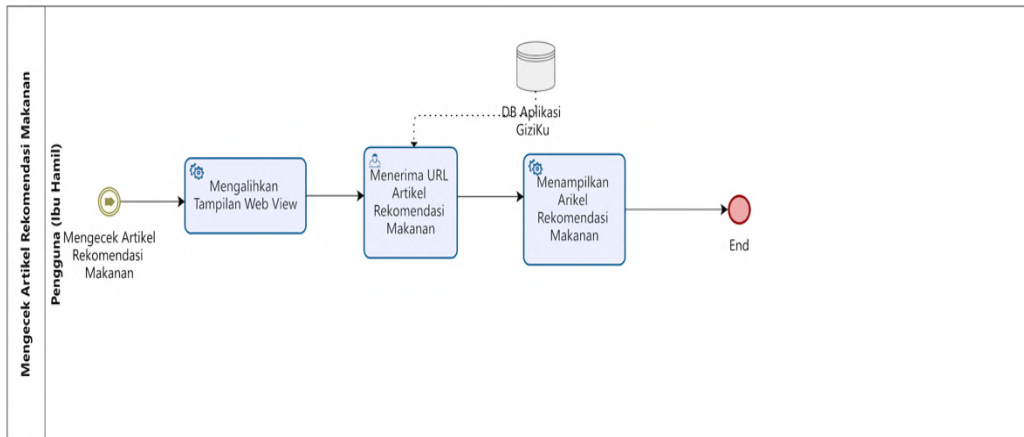 Mengecek Artikel Rekomendasi Makanan
Pengguna (Ibu Hamil)
Mengecek Artikel
Rekomendasi
Makanan
Mengalihkan
Tampilan Web View
Menerima URL
Artikel
Rekomendasi
Makanan
DB Aplikasi
GiziKu
Menampilkan
Arikel
Rekomendasi
Makanan
End